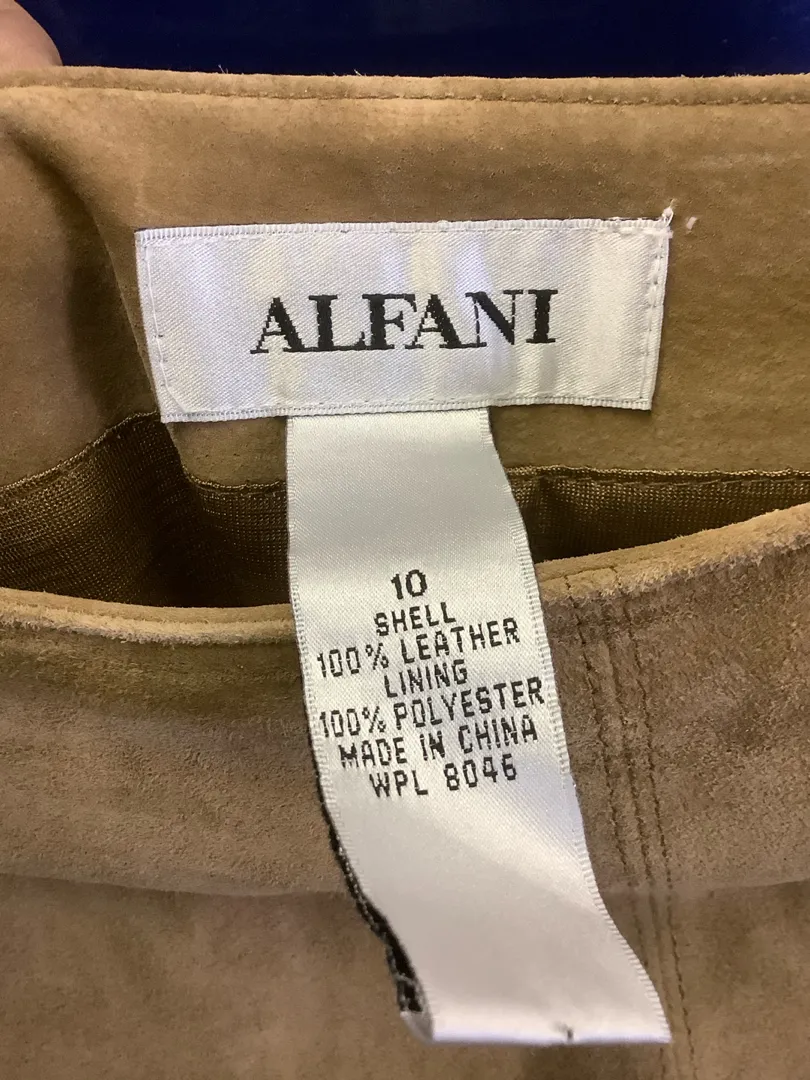 ALFANI
10
SHELL
100% LEATHER
LINING
100% POLYESTER
MADE IN CHINA
WPL 8046